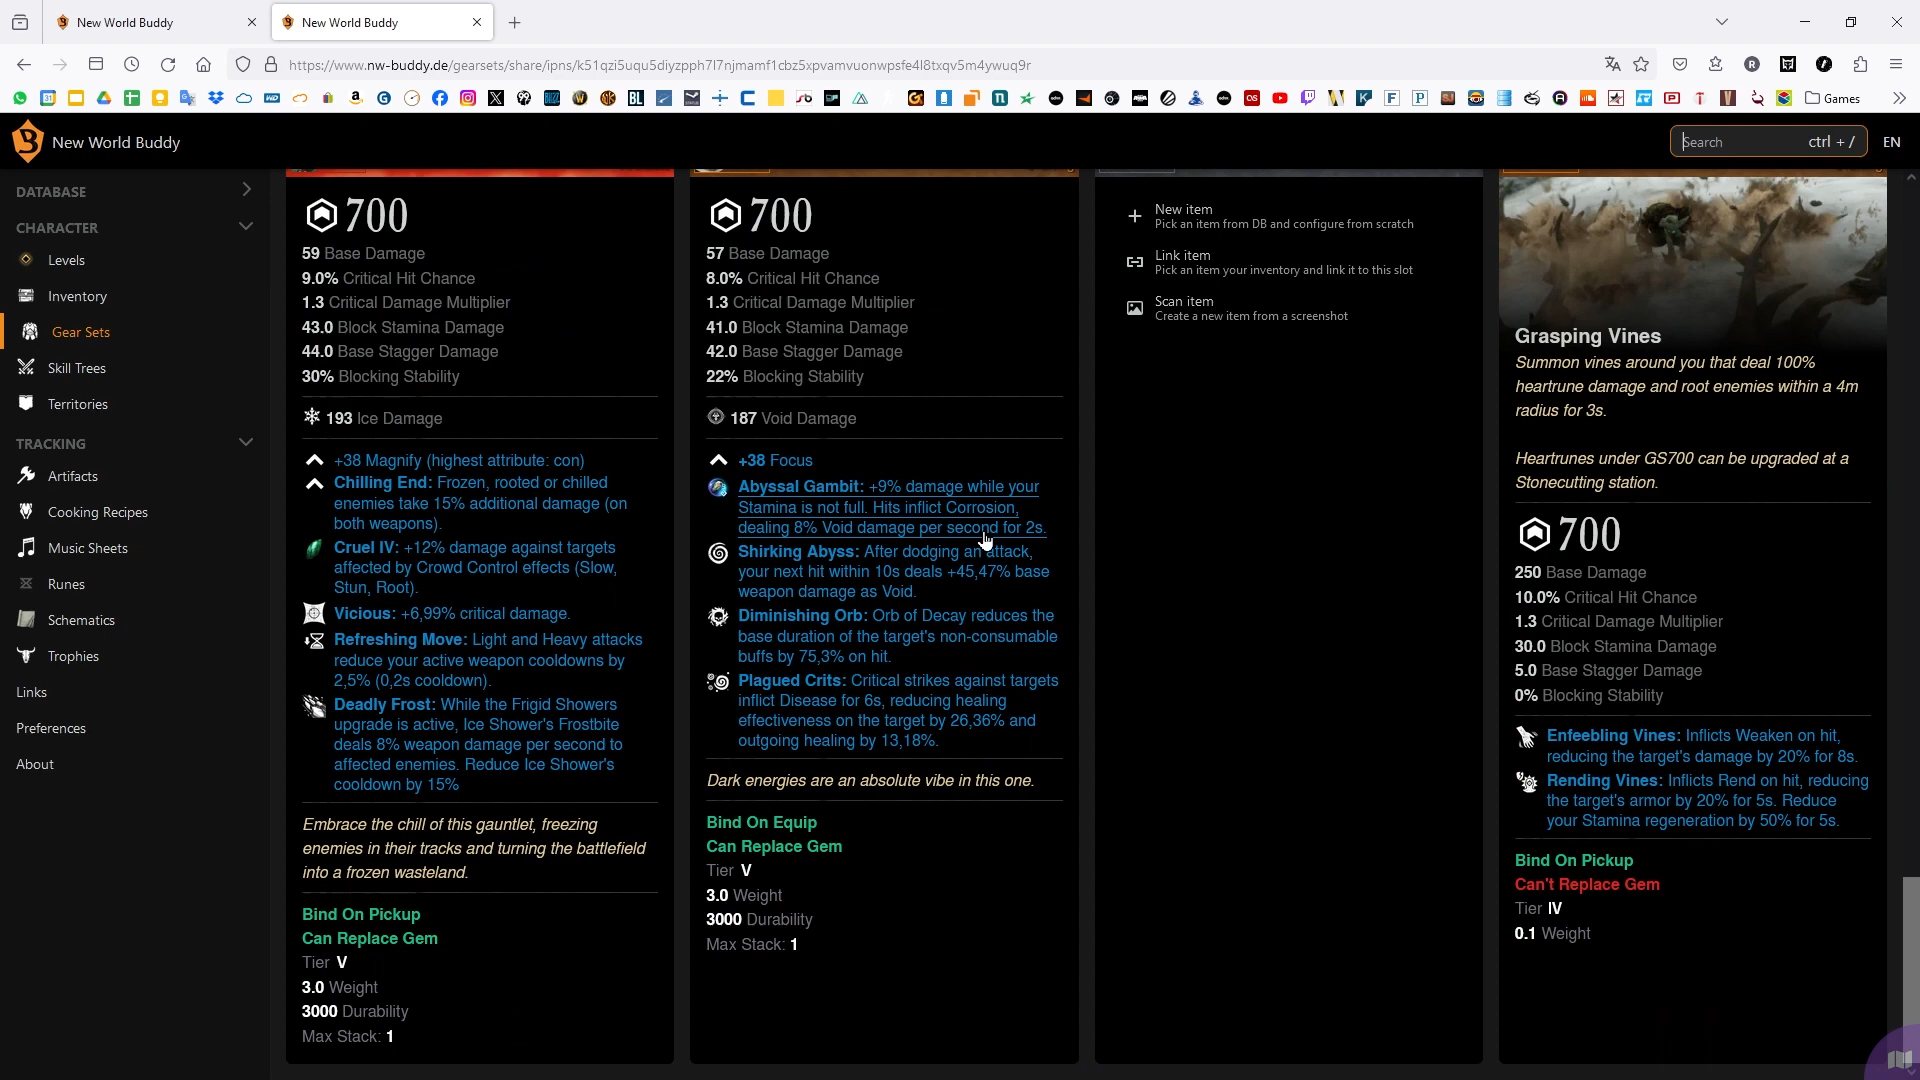 New World Buddy
New World Buddy
https://www.nw-buddy.de/gearsets/share/ipns/k51qzi5uqu5diyzpph7l7njmamf1cbz5xpvamvuonwpsfe4l8txqv5m4ywuq9r
Games
New World Buddy
Search
ctrl + /
EN
DATABASE
CHARACTER
Levels
Inventory
Gear Sets
Skill Trees
Territories
TRACKING
Artifacts
Cooking Recipes
Music Sheets
Runes
Schematics
Trophies
Links
Preferences
About
700
59 Base Damage
9.0% Critical Hit Chance
1.3 Critical Damage Multiplier
43.0 Block Stamina Damage
44.0 Base Stagger Damage
30% Blocking Stability
193 Ice Damage
+38 Magnify (highest attribute: con)
Chilling End: Frozen, rooted or chilled
enemies take 15% additional damage (on
both weapons).
Cruel IV: +12% damage against targets
affected by Crowd Control effects (Slow,
Stun, Root).
Vicious: +6,99% critical damage.
Refreshing Move: Light and Heavy attacks
reduce your active weapon cooldowns by
2,5% (0,2s cooldown).
Deadly Frost: While the Frigid Showers
upgrade is active, Ice Shower's Frostbite
deals 8% weapon damage per second to
affected enemies. Reduce Ice Shower's
cooldown by 15%
Embrace the chill of this gauntlet, freezing
enemies in their tracks and turning the battlefield
into a frozen wasteland.
Bind On Pickup
Can Replace Gem
Tier V
3.0 Weight
3000 Durability
Max Stack: 1
700
57 Base Damage
8.0% Critical Hit Chance
1.3 Critical Damage Multiplier
41.0 Block Stamina Damage
42.0 Base Stagger Damage
22% Blocking Stability
187 Void Damage
+38 Focus
Abyssal Gambit: +9% damage while your
Stamina is not full. Hits inflict Corrosion,
dealing 8% Void damage per second for 2s.
Shirking Abyss: After dodging an attack,
your next hit within 10s deals +45,47% base
weapon damage as Void.
Diminishing Orb: Orb of Decay reduces the
base duration of the target's non-consumable
buffs by 75,3% on hit.
Plagued Crits: Critical strikes against targets
inflict Disease for 6s, reducing healing
effectiveness on the target by 26,36% and
outgoing healing by 13,18%.
Dark energies are an absolute vibe in this one.
Bind On Equip
Can Replace Gem
Tier V
3.0 Weight
3000 Durability
Max Stack: 1
New item
Pick an item from DB and configure from scratch
Link item
Pick an item your inventory and link it to this slot
Scan item
Create a new item from a screenshot
Grasping Vines
Summon vines around you that deal 100%
heartrune damage and root enemies within a 4m
radius for 3s.
Heartrunes under GS700 can be upgraded at a
Stonecutting station.
700
250 Base Damage
10.0% Critical Hit Chance
1.3 Critical Damage Multiplier
30.0 Block Stamina Damage
5.0 Base Stagger Damage
0% Blocking Stability
Enfeebling Vines: Inflicts Weaken on hit,
reducing the target's damage by 20% for 8s.
Rending Vines: Inflicts Rend on hit, reducing
the target's armor by 20% for 5s. Reduce
your Stamina regeneration by 50% for 5s.
Bind On Pickup
Can't Replace Gem
Tier IV
0.1 Weight